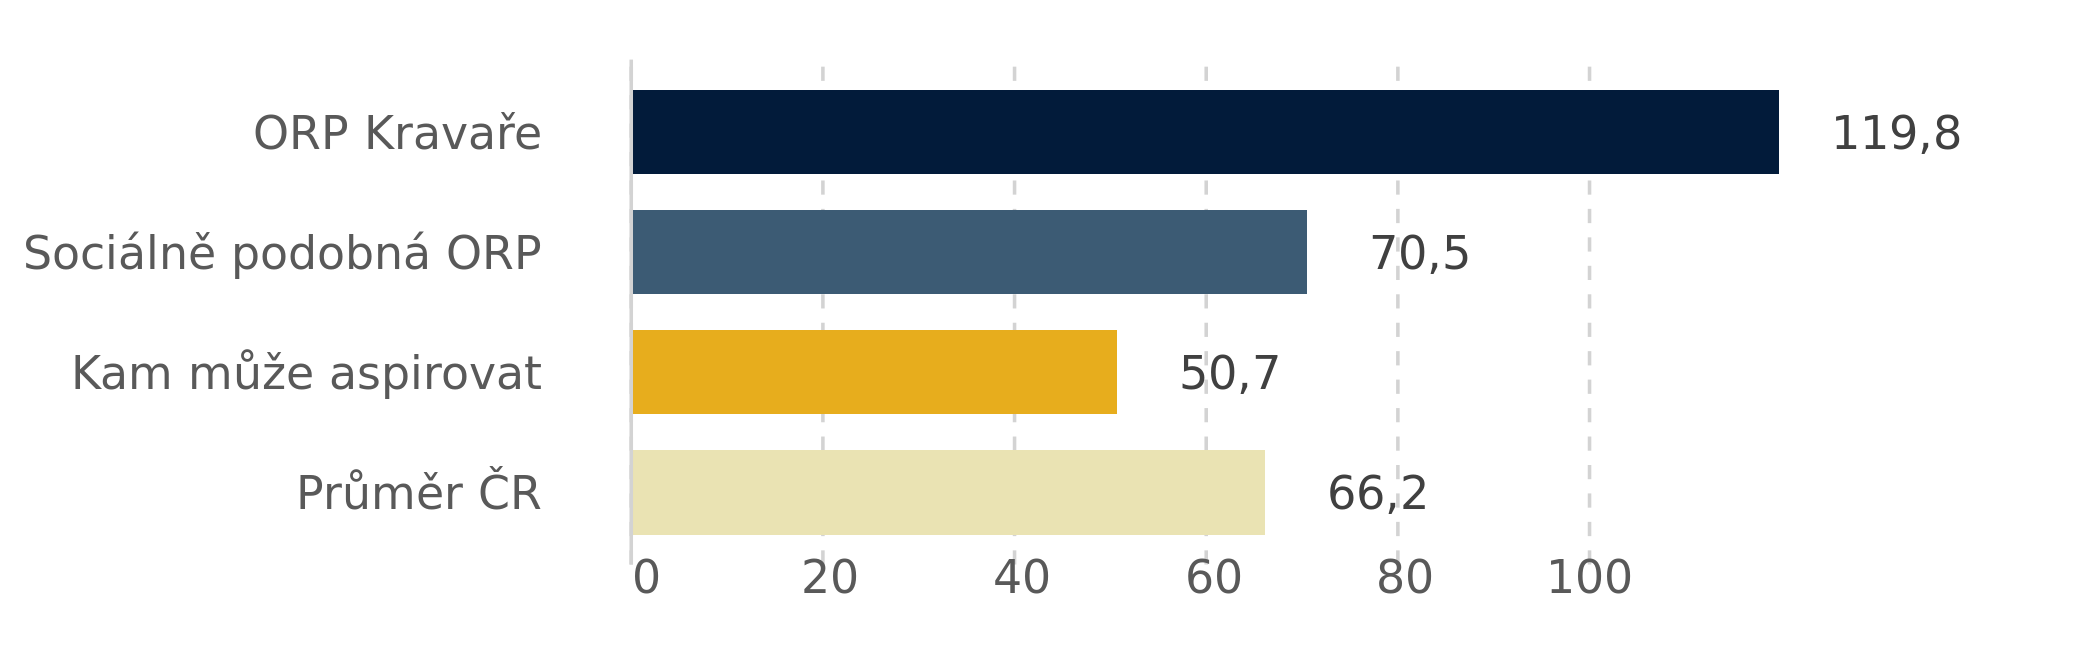 ORP Kravaře 119,8
Sociálně podobná ORP 70,5
Kam může aspirovat 50,7
Průměr ČR 66,2
0 20 40 60 80 100